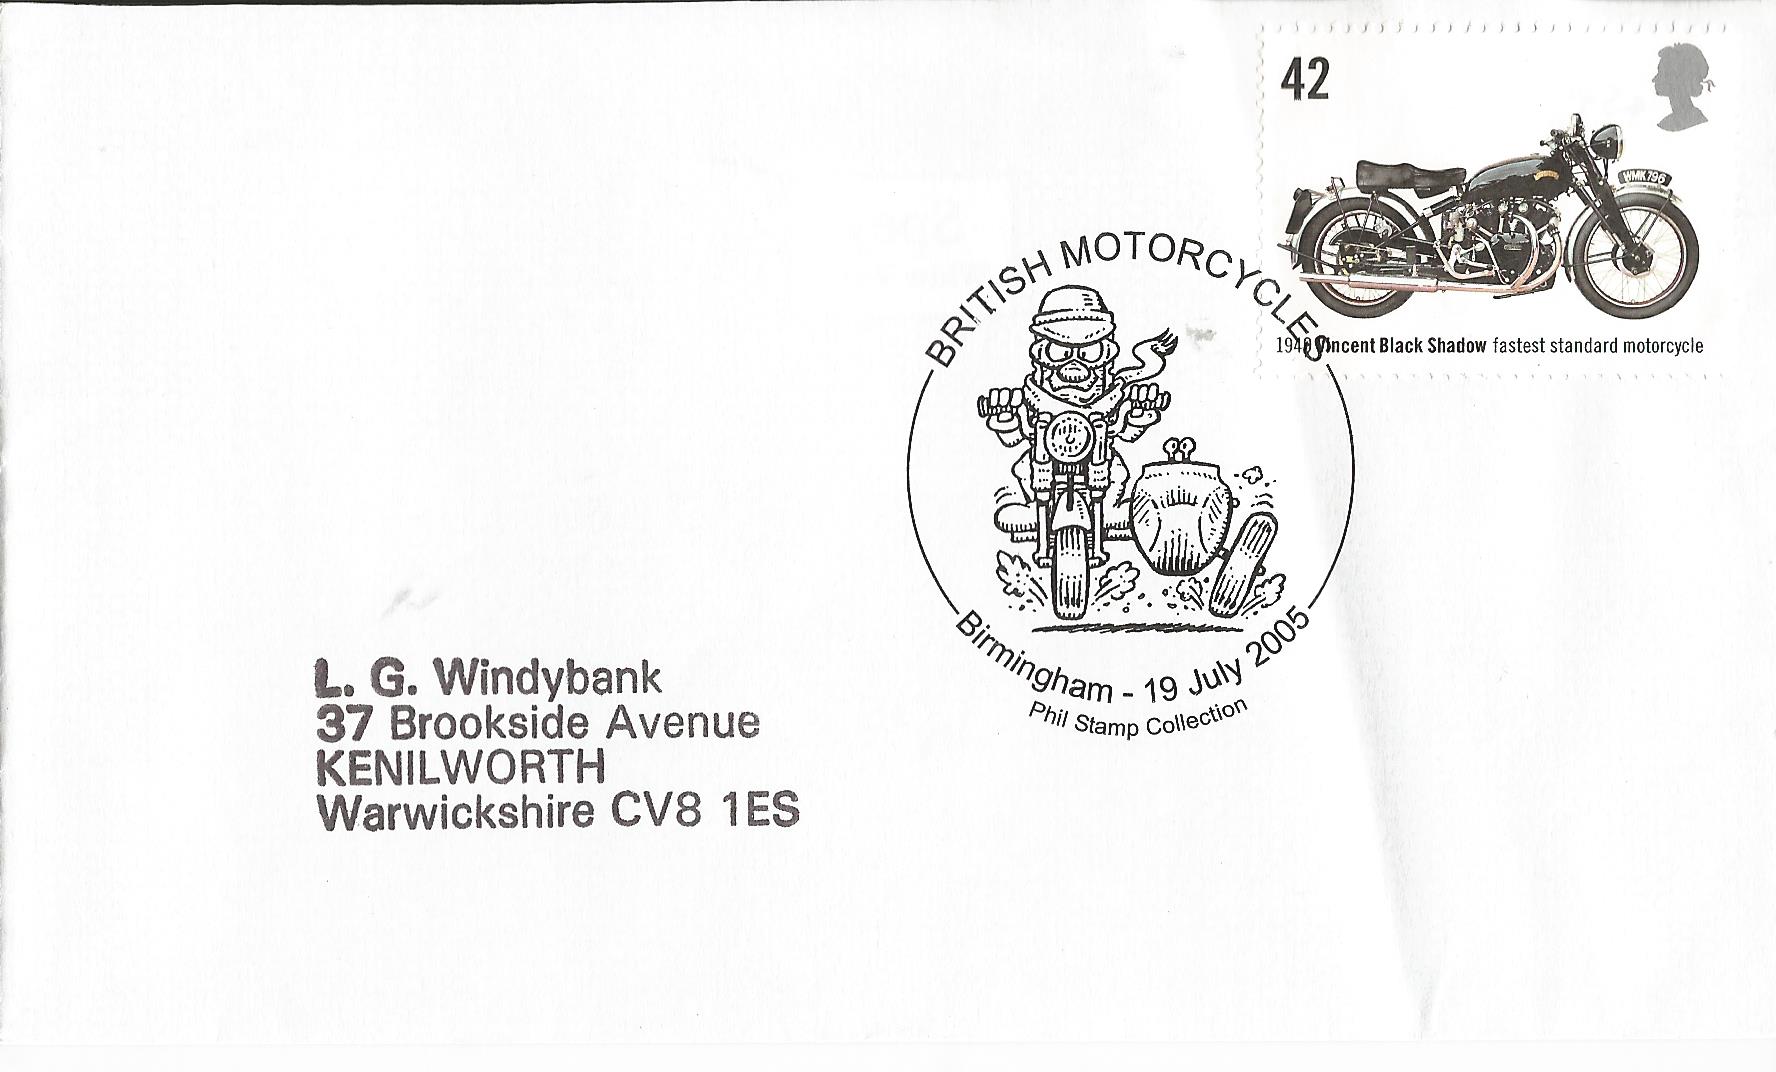 42
WMK 796
BRITISH MOTORCYCLES
Vincent Black Shadow fastest standard motorcycle
Birmingham - 19 July 2005
Phil Stamp Collection
L. G. Windybank
37 Brookside Avenue
KENILWORTH
Warwickshire CV8 1ES